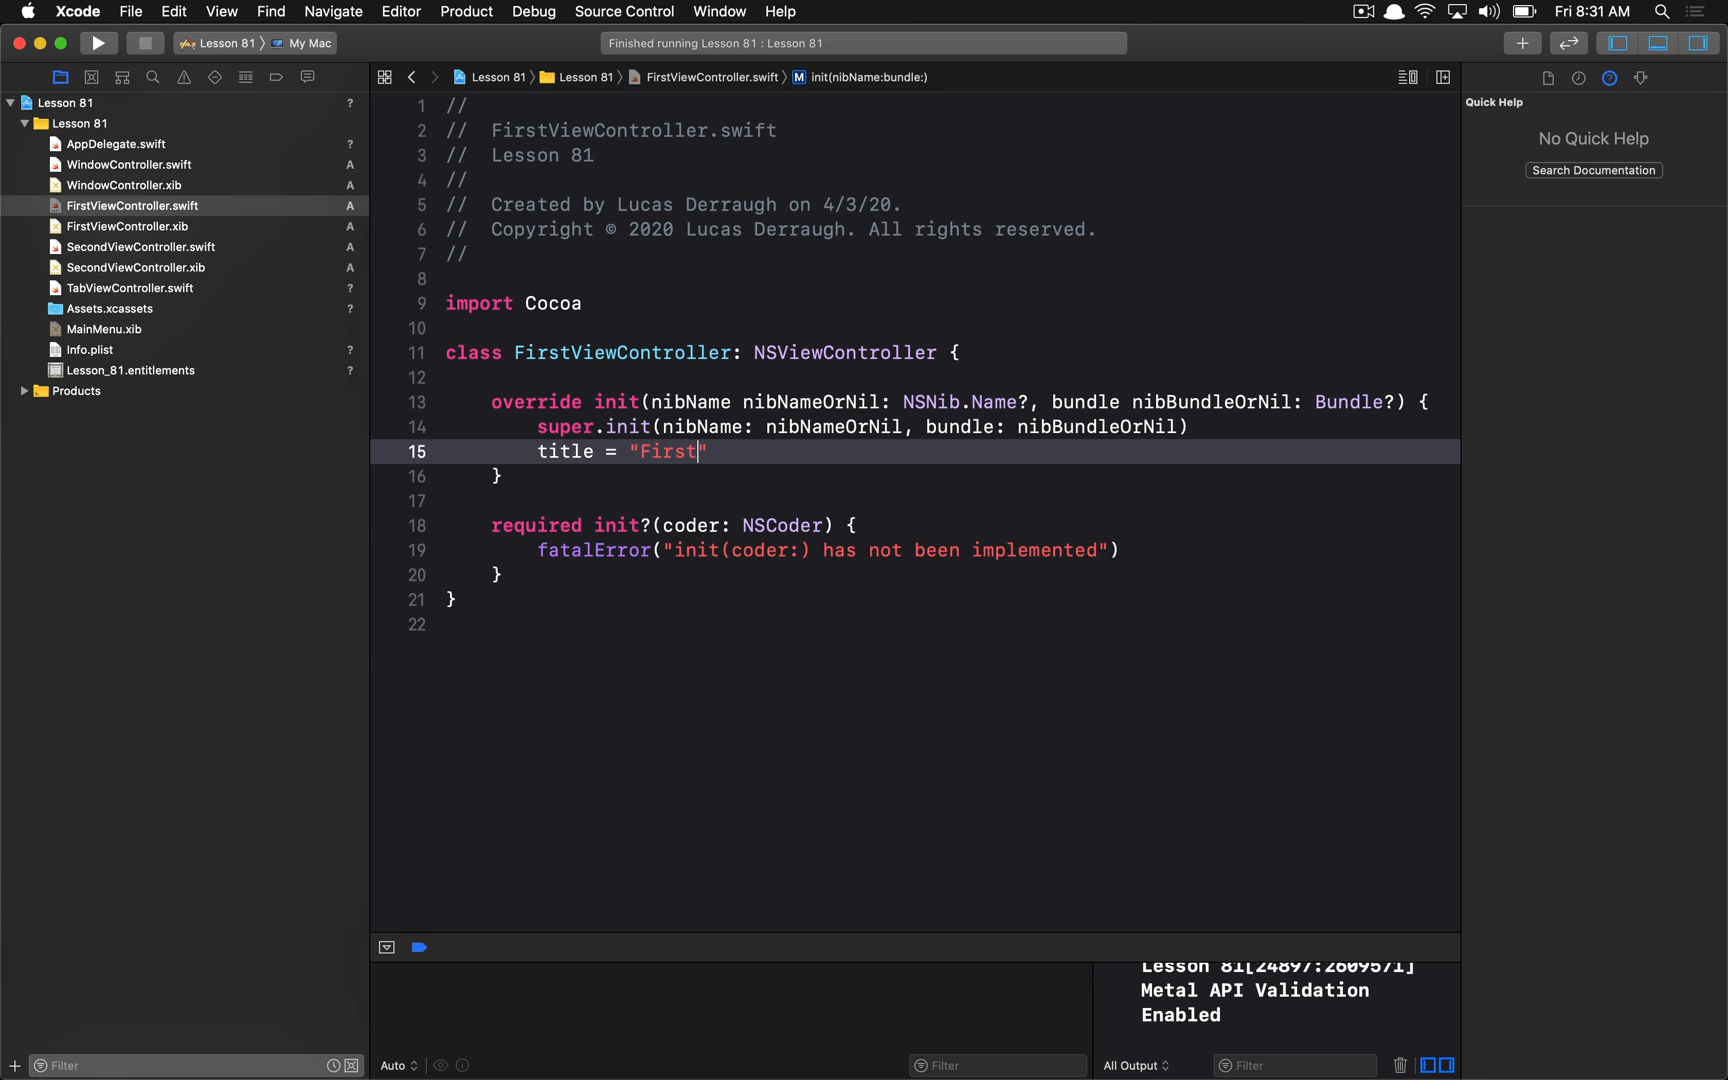 Xcode File Edit View Find Navigate Editor Product Debug Source Control Window Help Fri 8:31 AM
Lesson 81 〉 My Mac
Finished running Lesson 81 : Lesson 81
Lesson 81 〉 Lesson 81 〉 FirstViewController.swift 〉 M init(nibName:bundle:)
Lesson 81 ?
Lesson 81
AppDelegate.swift ?
WindowController.swift A
WindowController.xib A
FirstViewController.swift A
FirstViewController.xib A
SecondViewController.swift A
SecondViewController.xib A
TabViewController.swift ?
Assets.xcassets ?
MainMenu.xib
Info.plist ?
Lesson_81.entitlements ?
Products
1 //
2 // FirstViewController.swift
3 // Lesson 81
4 //
5 // Created by Lucas Derraugh on 4/3/20.
6 // Copyright © 2020 Lucas Derraugh. All rights reserved.
7 //
8
9 import Cocoa
10
11 class FirstViewController: NSViewController {
12
13 override init(nibName nibNameOrNil: NSNib.Name?, bundle nibBundleOrNil: Bundle?) {
14 super.init(nibName: nibNameOrNil, bundle: nibBundleOrNil)
15 title = "First"
16 }
17
18 required init?(coder: NSCoder) {
19 fatalError("init(coder:) has not been implemented")
20 }
21 }
22
Quick Help
No Quick Help
Search Documentation
Lesson 81[24897:2609571]
Metal API Validation
Enabled
Filter
Auto
Filter
All Output
Filter